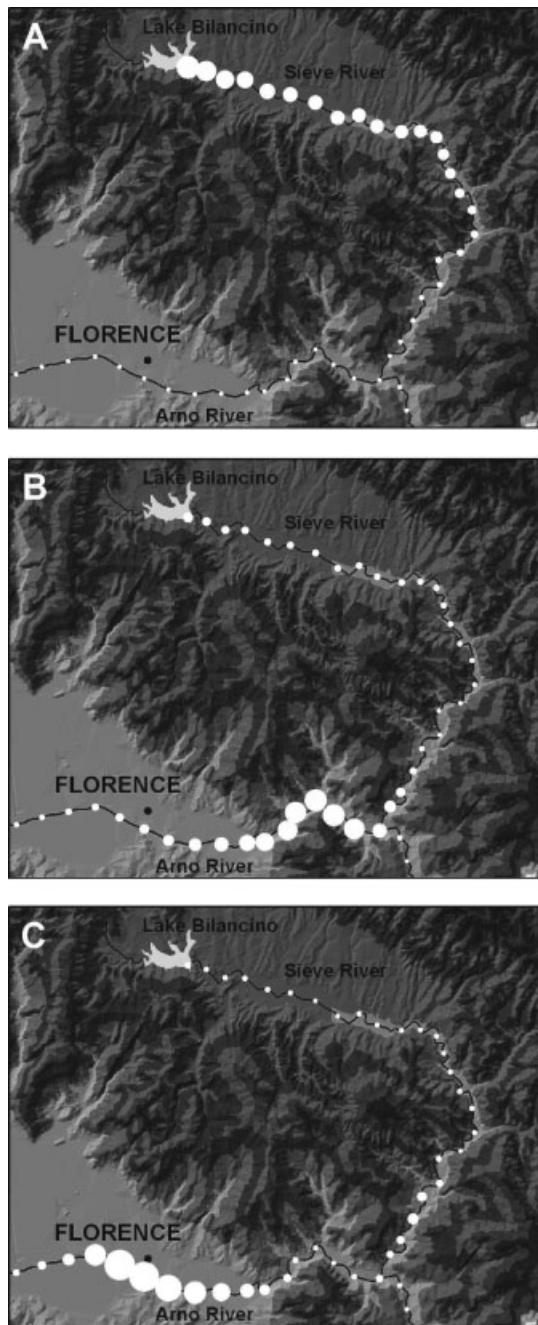 A
Lake Bilancino
Sieve River
FLORENCE
Arno River
B
Lake Bilancino
Sieve River
FLORENCE
Arno River
C
Lake Bilancino
Sieve River
FLORENCE
Arno River